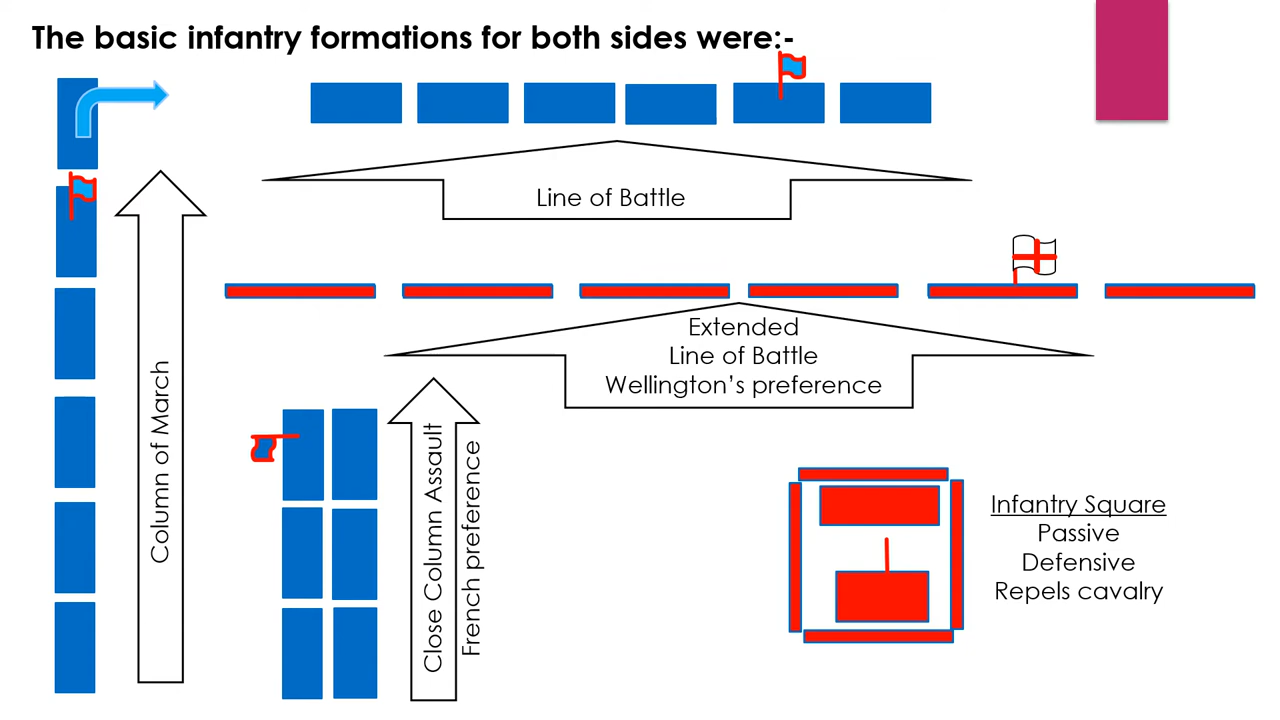 The basic infantry formations for both sides were:-
Line of Battle
Extended
Line of Battle
Wellington’s preference
Column of March
Close Column Assault
French preference
Infantry Square
Passive
Defensive
Repels cavalry